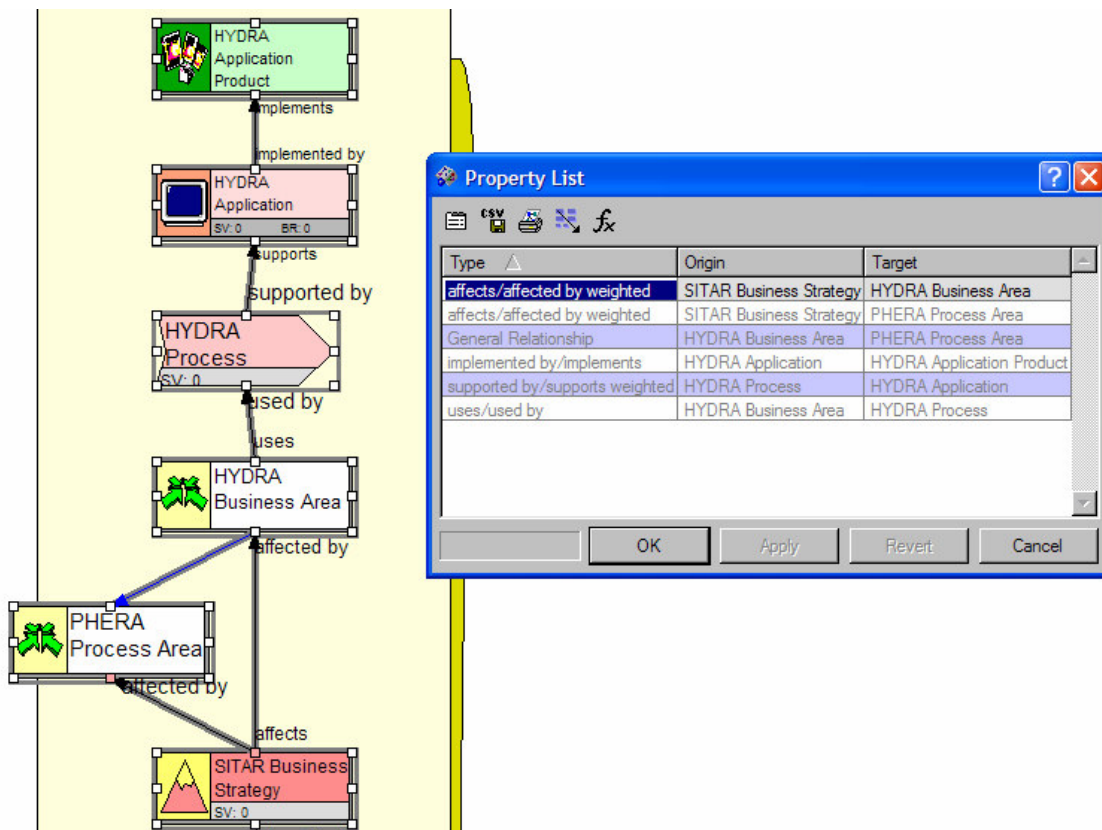 HYDRA
Application
Product
implements
implemented by
HYDRA
Application
SV: 0 BR: 0
supports
supported by
HYDRA
Process
SV: 0
used by
uses
HYDRA
Business Area
affected by
PHERA
Process Area
affected by
affects
SITAR Business
Strategy
SV: 0
Property List
CSV
Type Origin Target
affects/affected by weighted SITAR Business Strategy HYDRA Business Area
affects/affected by weighted SITAR Business Strategy PHERA Process Area
General Relationship HYDRA Business Area PHERA Process Area
implemented by/implements HYDRA Application HYDRA Application Product
supported by/supports weighted HYDRA Process HYDRA Application
uses/used by HYDRA Business Area HYDRA Process
OK Apply Revert Cancel